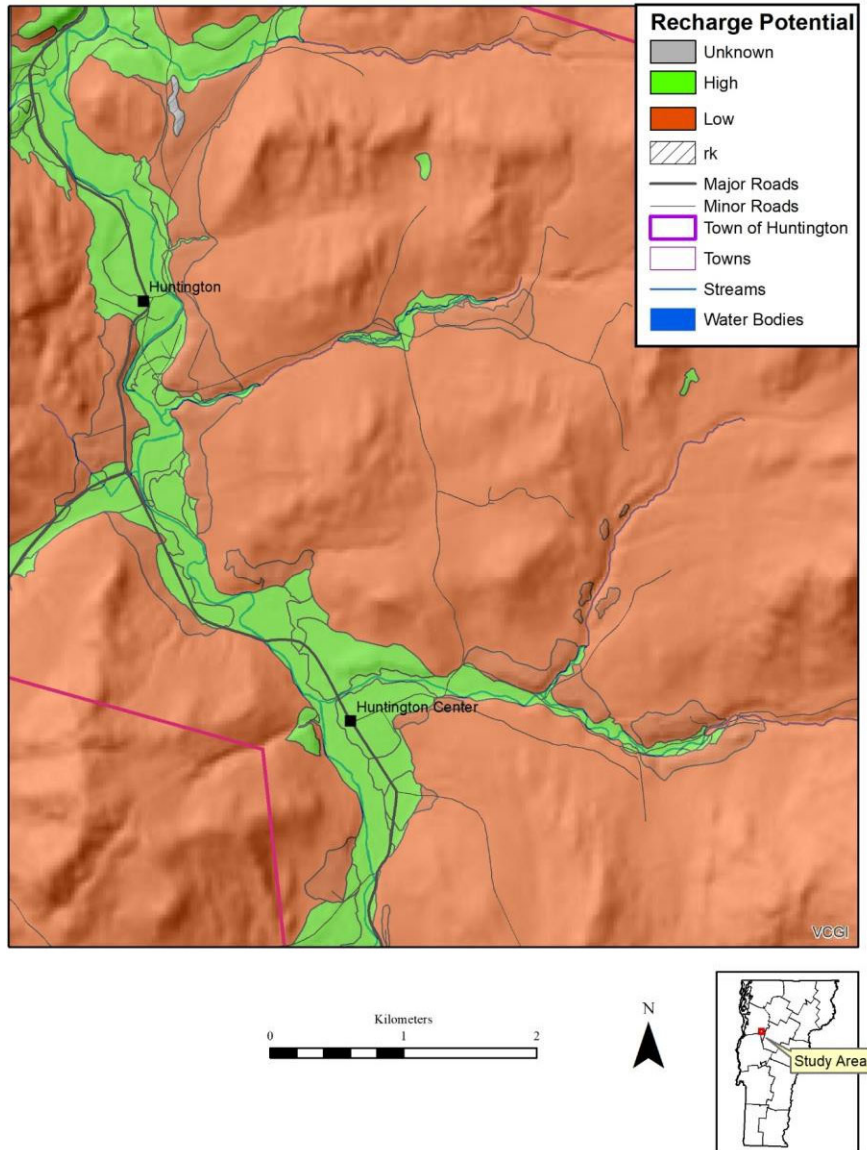 Recharge Potential
Unknown
High
Low
rk
Major Roads
Minor Roads
Town of Huntington
Towns
Streams
Water Bodies
Huntington
Huntington Center
VCGI
Kilometers
0 1 2
N
Study Area